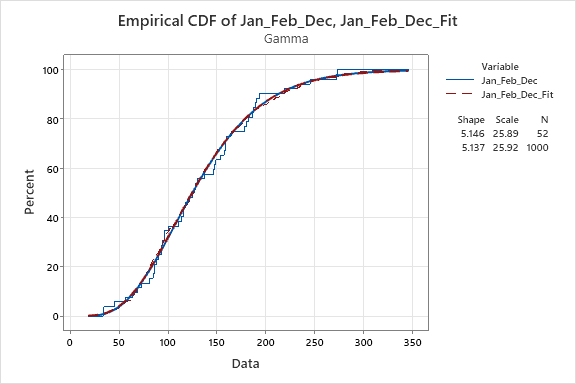 Empirical CDF of Jan_Feb_Dec, Jan_Feb_Dec_Fit
Gamma
Percent
100
80
60
40
20
0
0 50 100 150 200 250 300 350
Data
Variable
Jan_Feb_Dec
Jan_Feb_Dec_Fit
Shape Scale N
5.146 25.89 52
5.137 25.92 1000